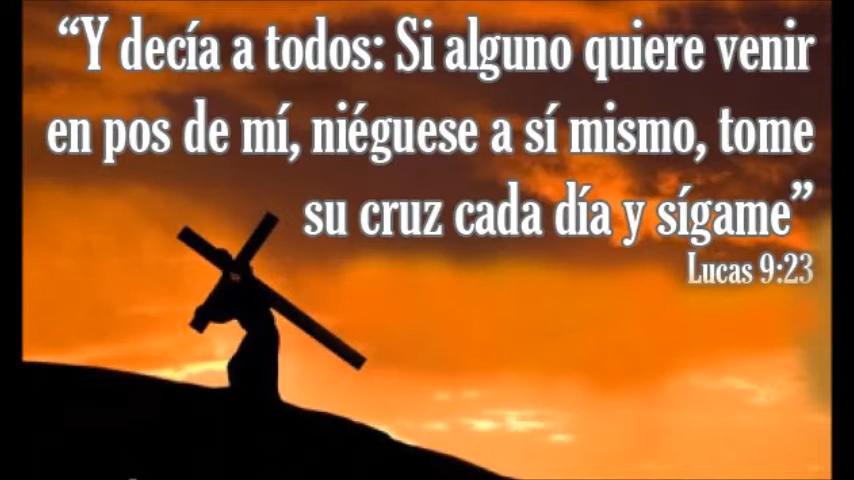 “Y decía a todos: Si alguno quiere venir
en pos de mí, niéguese a sí mismo, tome
su cruz cada día y sígame”
Lucas 9:23